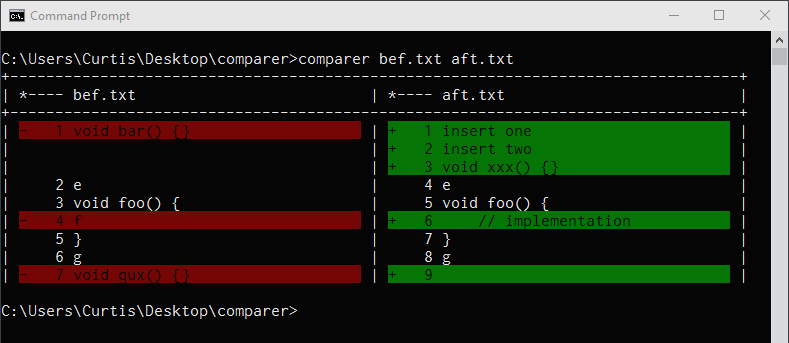 Command Prompt
C:\Users\Curtis\Desktop\comparer>comparer bef.txt aft.txt
+---------------------------------------------------------------------------------+
| *---- bef.txt                          | *---- aft.txt                          |
+---------------------------------------------------------------------------------+
| -   1 void bar() {}                    | +   1 insert one                       |
|                                        | +   2 insert two                       |
|                                        | +   3 void xxx() {}                    |
|     2 e                                |     4 e                                |
|     3 void foo() {                     |     5 void foo() {                     |
| -   4 f                                | +   6     // implementation            |
|     5 }                                |     7 }                                |
|     6 g                                |     8 g                                |
| -   7 void qux() {}                    | +   9                                  |
C:\Users\Curtis\Desktop\comparer>